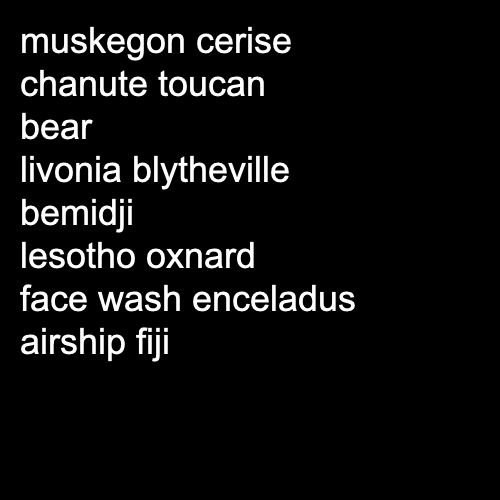 muskegon cerise
chanute toucan
bear
livonia blytheville
bemidji
lesotho oxnard
face wash enceladus
airship fiji